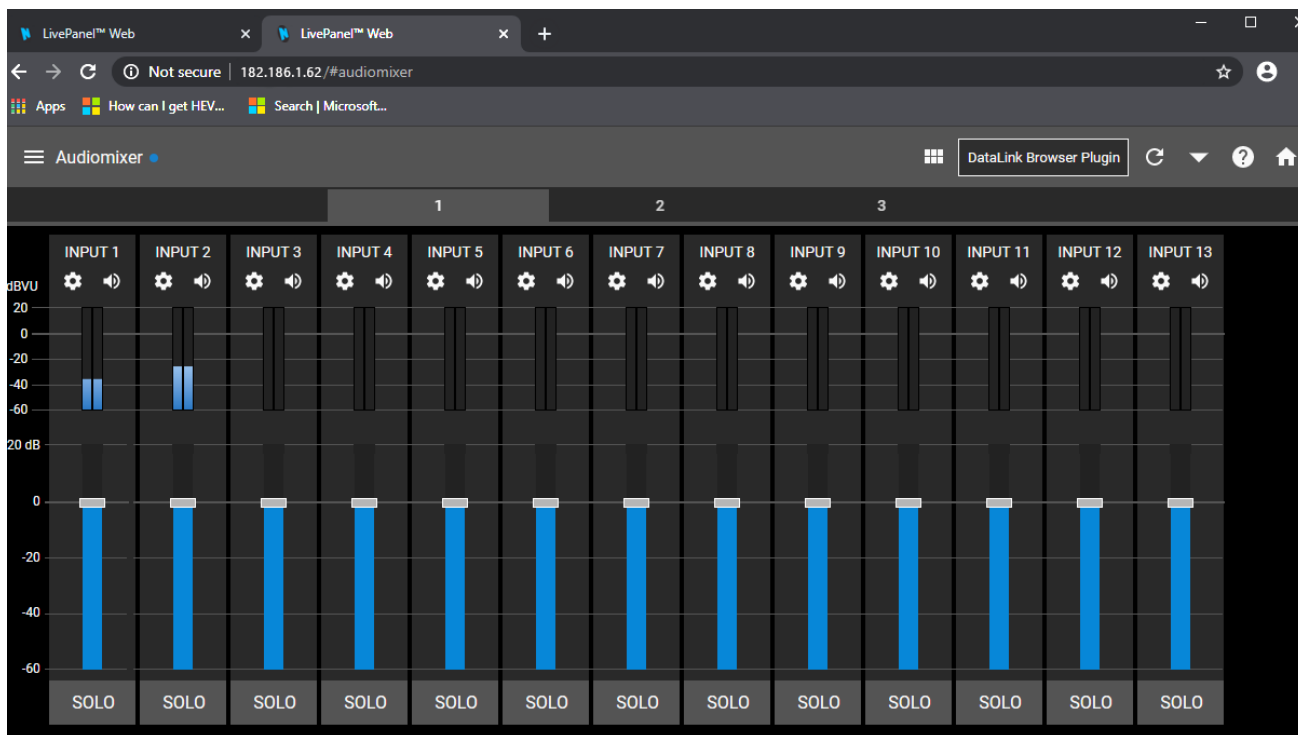 LivePanel™ Web LivePanel™ Web
Not secure 182.186.1.62/#audiomixer
Apps How can I get HEV... Search | Microsoft...
Audiomixer DataLink Browser Plugin
1 2 3
INPUT 1 INPUT 2 INPUT 3 INPUT 4 INPUT 5 INPUT 6 INPUT 7 INPUT 8 INPUT 9 INPUT 10 INPUT 11 INPUT 12 INPUT 13
dBVU
20
0
-20
-40
-60
20 dB
0
-20
-40
-60
SOLO SOLO SOLO SOLO SOLO SOLO SOLO SOLO SOLO SOLO SOLO SOLO SOLO